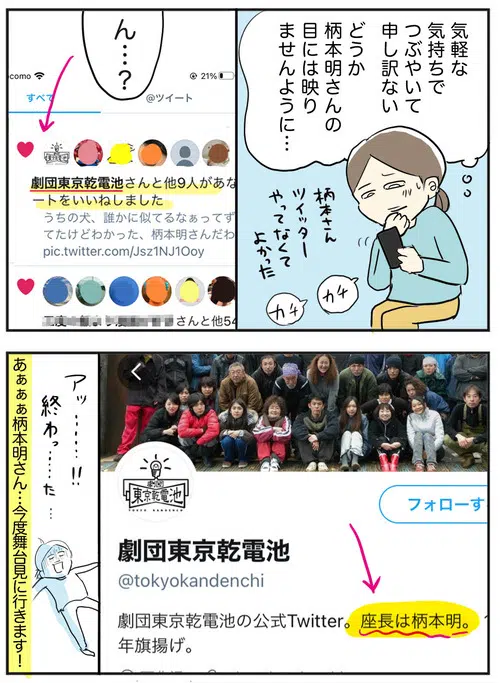 気軽な
気持ちで
つぶやいて
申し訳ない
どうか
柄本明さんの
目には映り
ませんように…
柄本さん
ツイッター
やってなくて
よかった
カチ
カチ
ん…?
ocomo
21%
すべて
@ツイート
劇団東京乾電池さんと他9人があな
ートをいいねしました
うちの犬、誰かに似てるなぁってず
てたけどわかった、柄本明さんだわ
pic.twitter.com/Jsz1NJ1Ooy
さんと他54
劇団
東京乾電池
TOKYO KANDENCHI
フォローす
劇団東京乾電池
@tokyokandenchi
劇団東京乾電池の公式Twitter。座長は柄本明。1
年旗揚げ。
アッ……!!
終わっ……た…
あぁぁぁ柄本明さん…今度舞台見に行きます!